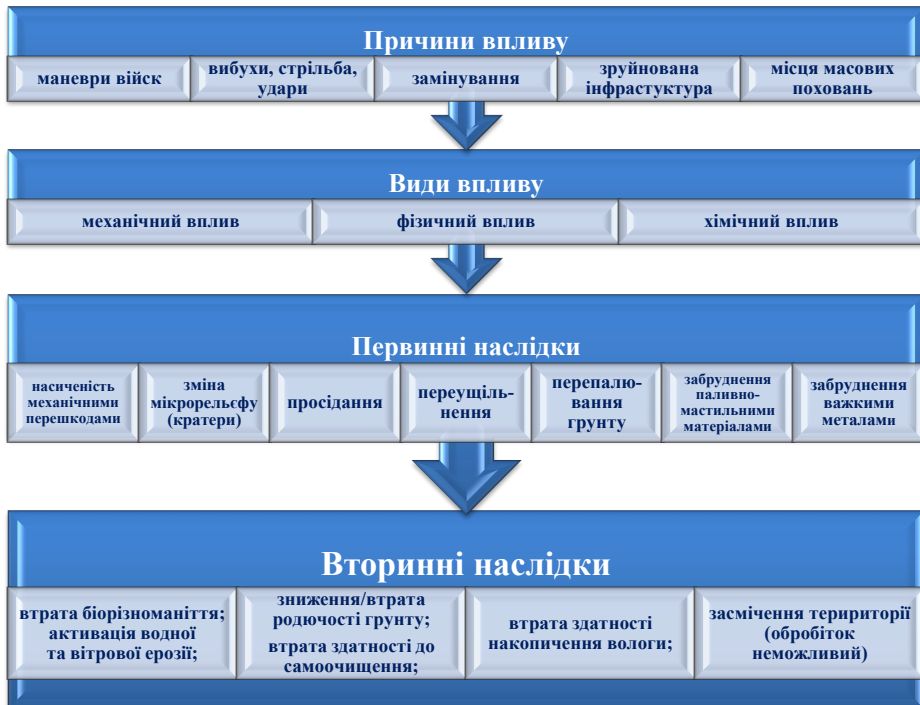 Причини впливу
маневри військ
вибухи, стрільба,
удари
замінування
зруйнована
інфрастуктура
місця масових
поховань
Види впливу
механічний вплив
фізичний вплив
хімічний вплив
Первинні наслідки
насиченість
механічними
перешкодами
зміна
мікрорельєфу
(кратери)
просідання
переущіль-
нення
перепалю-
вання
грунту
забруднення
паливно-
мастильними
матеріалами
забруднення
важкими
металами
Вторинні наслідки
втрата біорізноманіття;
активація водної
та вітрової ерозії;
зниження/втрата
родючості грунту;
втрата здатності до
самоочищення;
втрата здатності
накопичення вологи;
засмічення теририторії
(обробіток
неможливий)